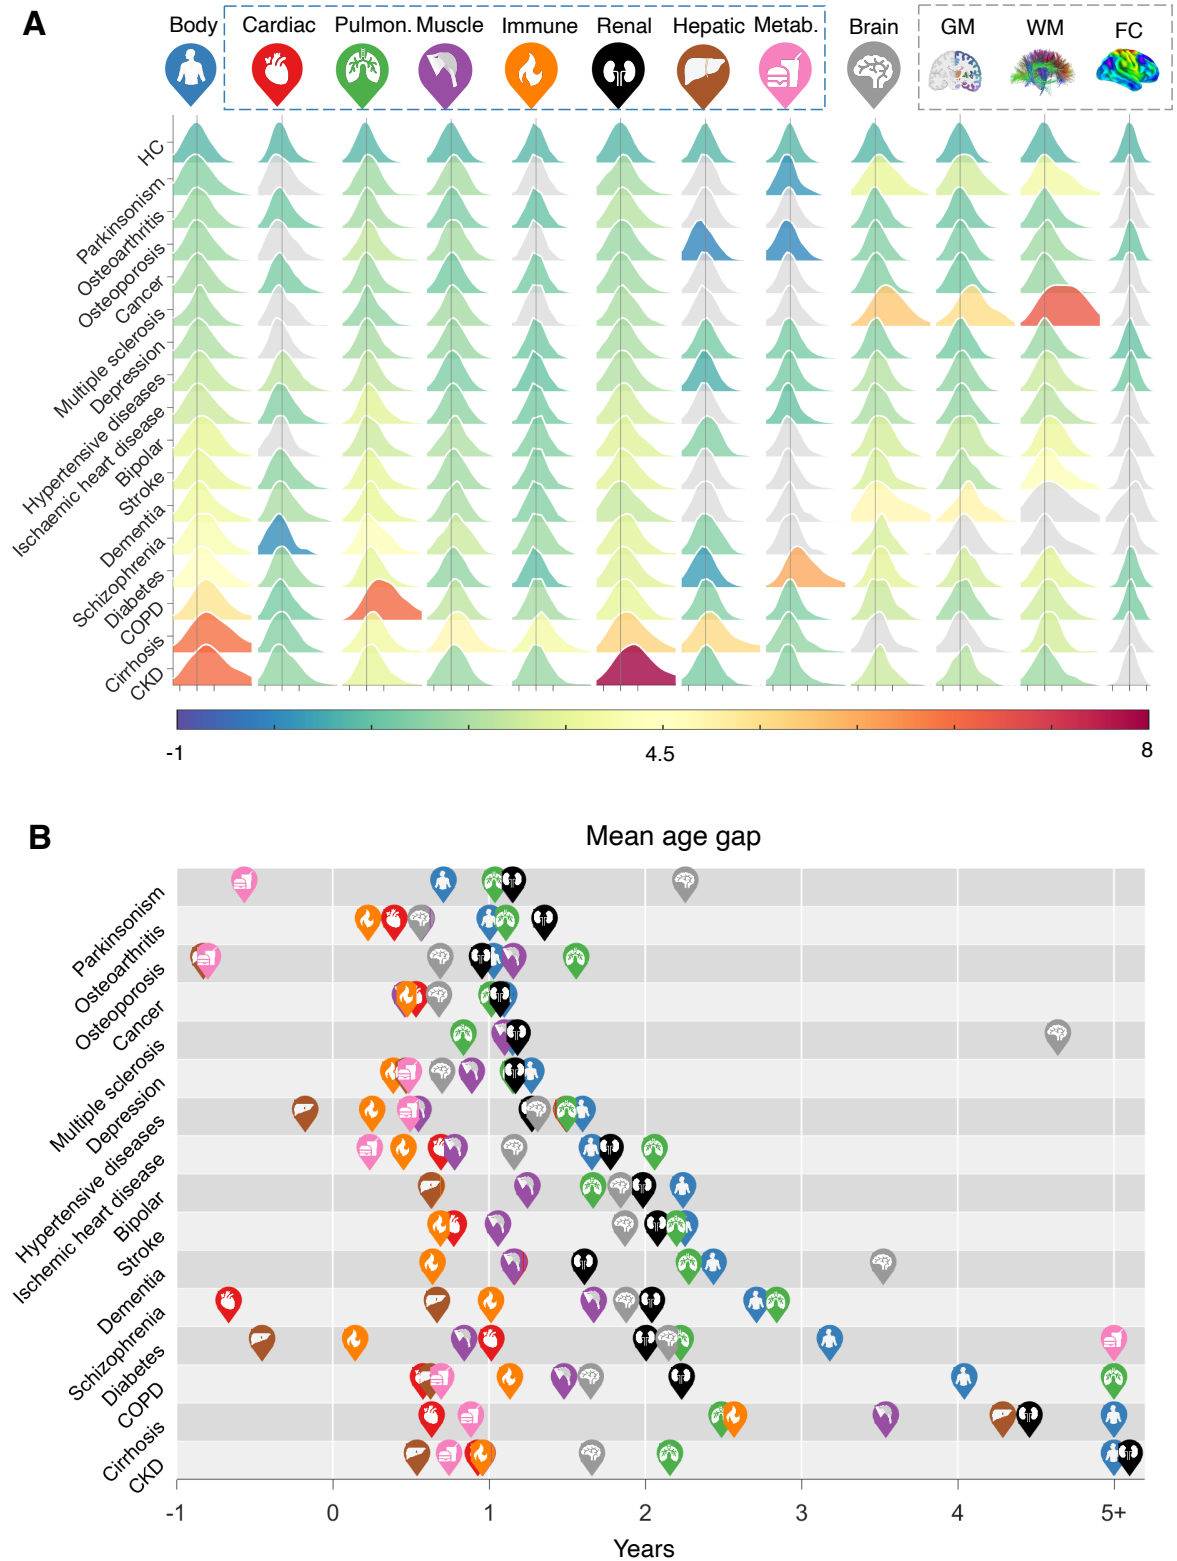 A
Body Cardiac Pulmon. Muscle Immune Renal Hepatic Metab. Brain GM WM FC
HC
Parkinsonism
Osteoarthritis
Osteoporosis
Cancer
Multiple sclerosis
Depression
Hypertensive diseases
Ischaemic heart disease
Bipolar
Stroke
Dementia
Schizophrenia
Diabetes
COPD
Cirrhosis
CKD
-1 4.5 8
B
Mean age gap
Parkinsonism
Osteoarthritis
Osteoporosis
Cancer
Multiple sclerosis
Depression
Hypertensive diseases
Ischemic heart disease
Bipolar
Stroke
Dementia
Schizophrenia
Diabetes
COPD
Cirrhosis
CKD
-1 0 1 2 3 4 5+
Years